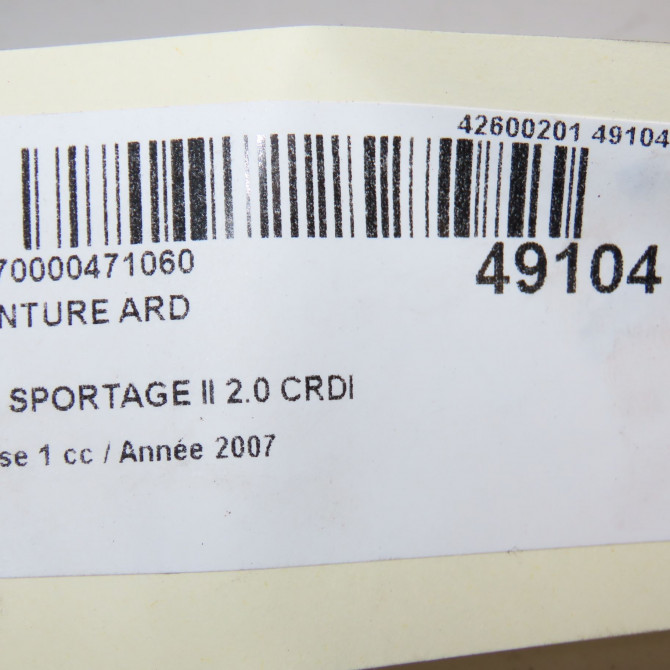 42600201 49104
70000471060
49104
NTURE ARD
SPORTAGE II 2.0 CRDI
se 1 cc / Année 2007